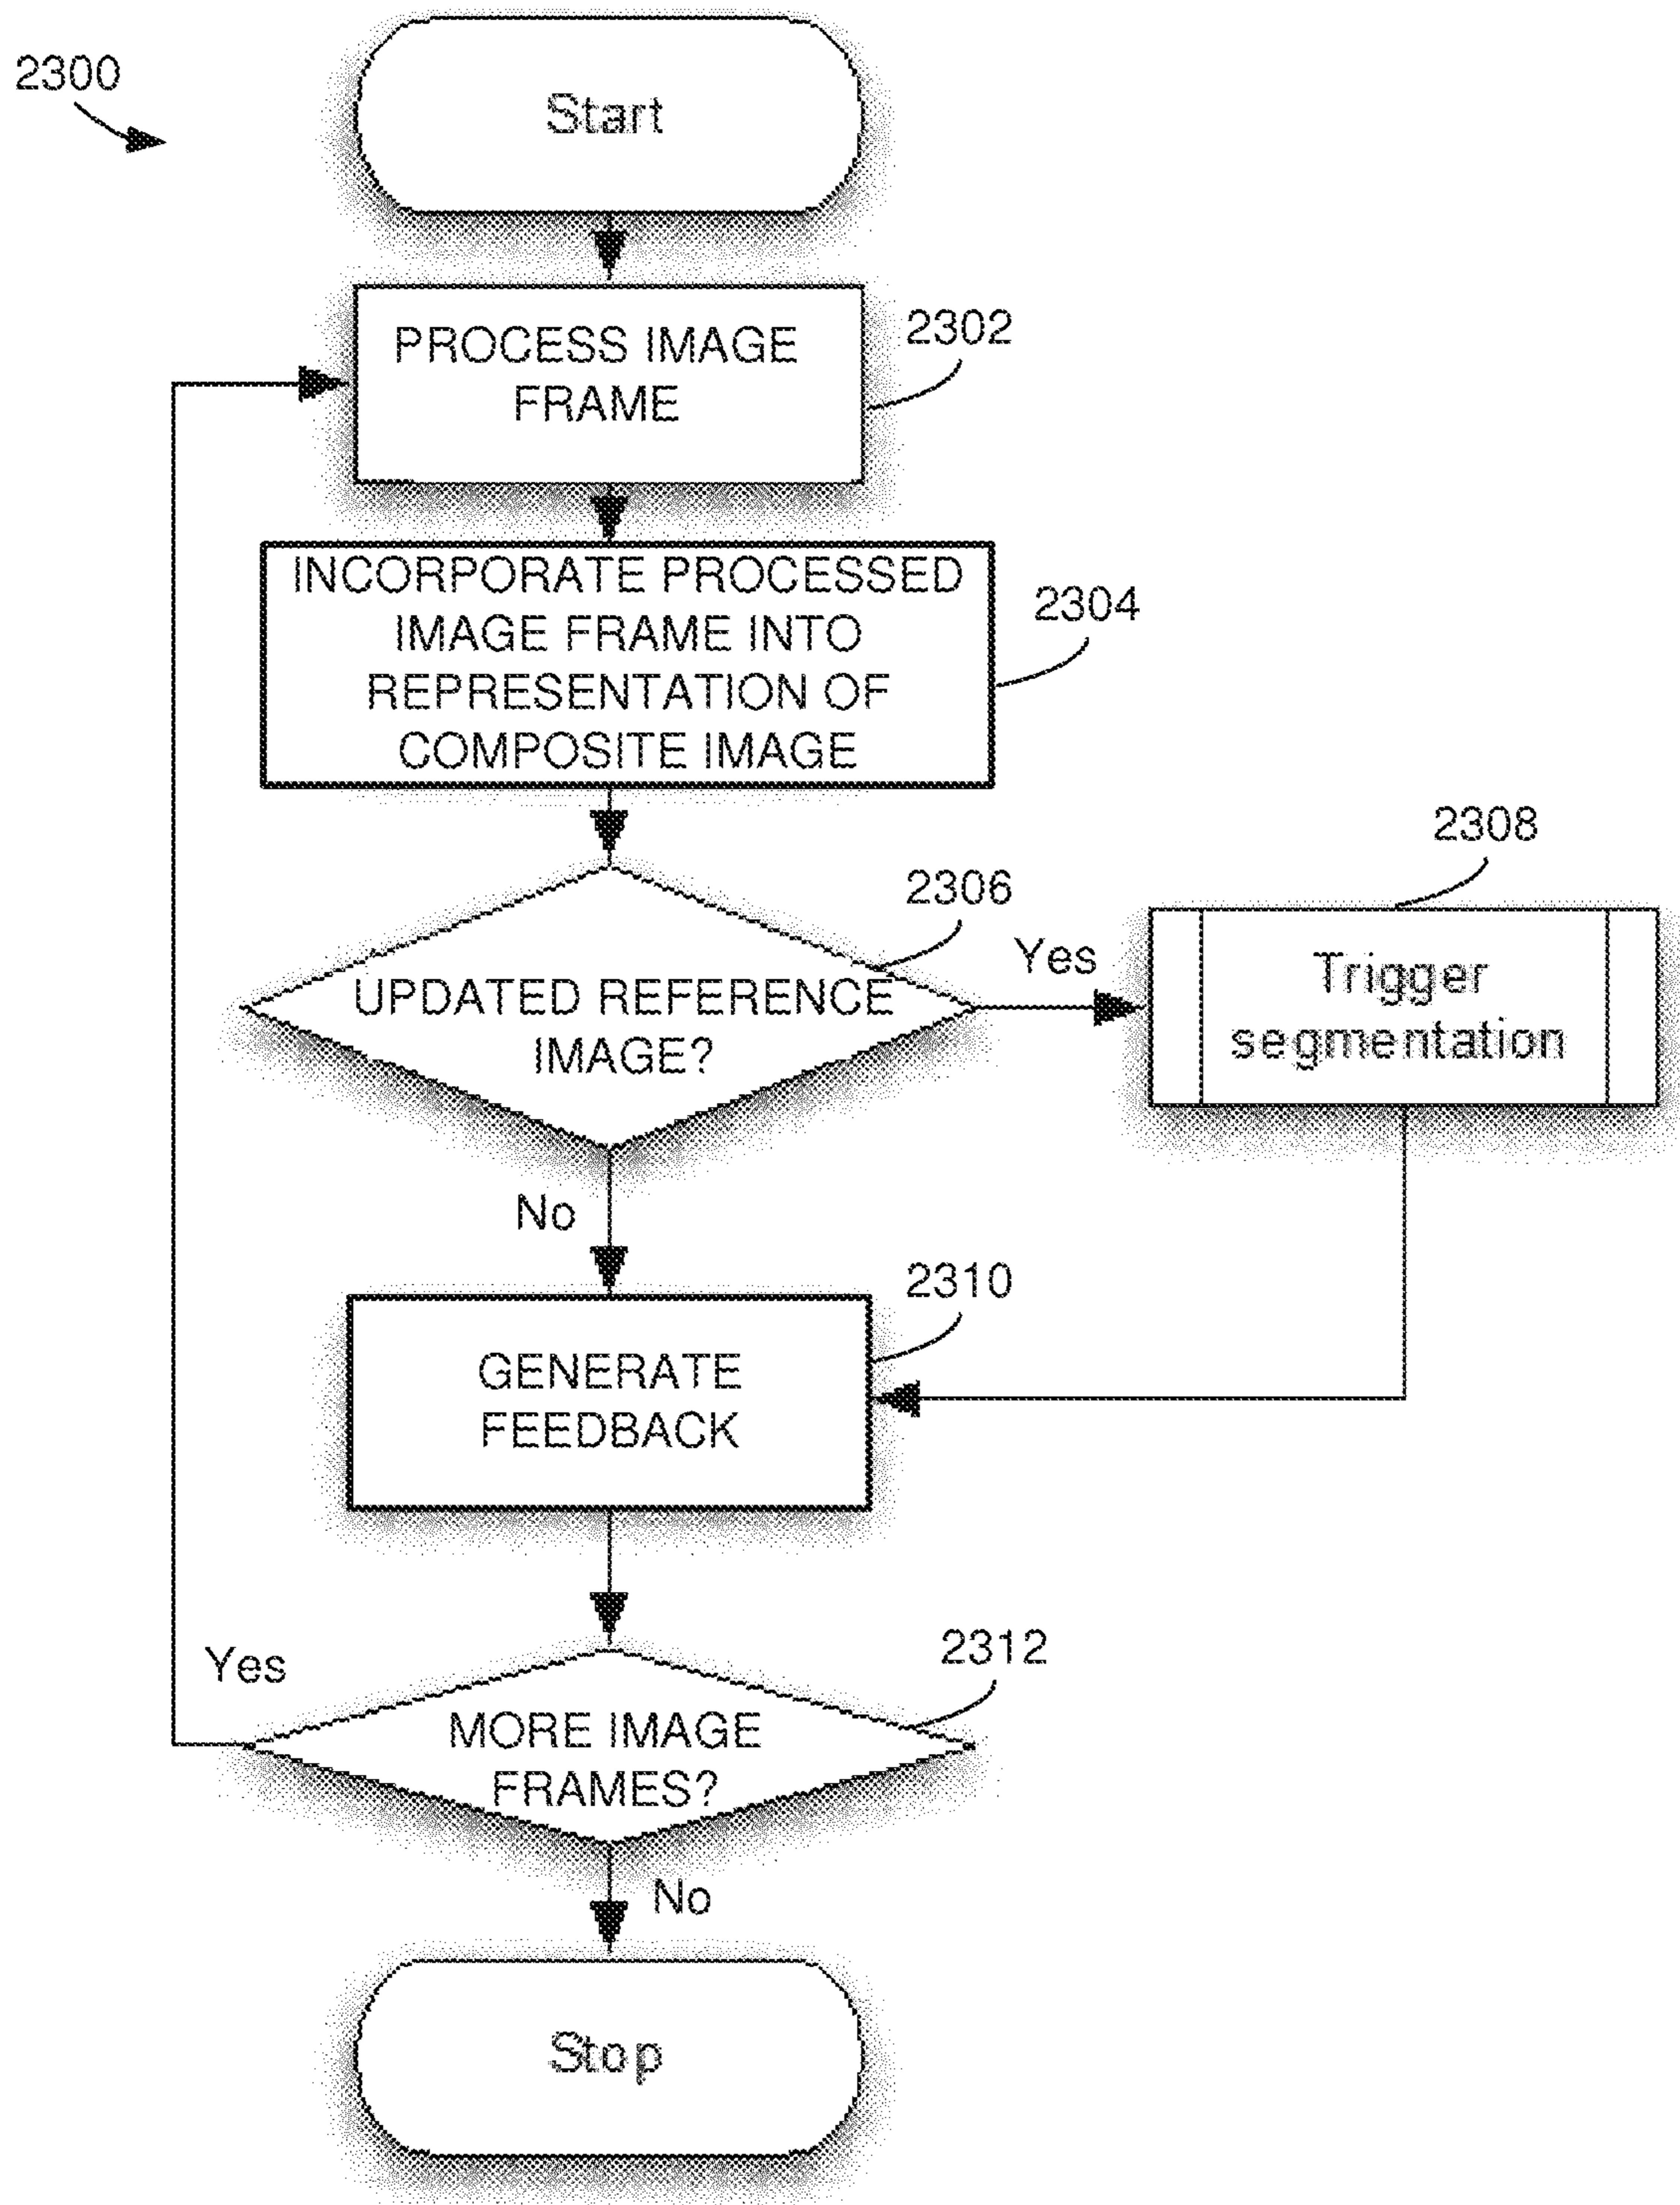 2300
Start
PROCESS IMAGE
FRAME
2302
INCORPORATE PROCESSED
IMAGE FRAME INTO
REPRESENTATION OF
COMPOSITE IMAGE
2304
UPDATED REFERENCE
IMAGE?
2306
Yes
2308
Trigger
segmentation
No
GENERATE
FEEDBACK
2310
MORE IMAGE
FRAMES?
2312
Yes
No
Stop